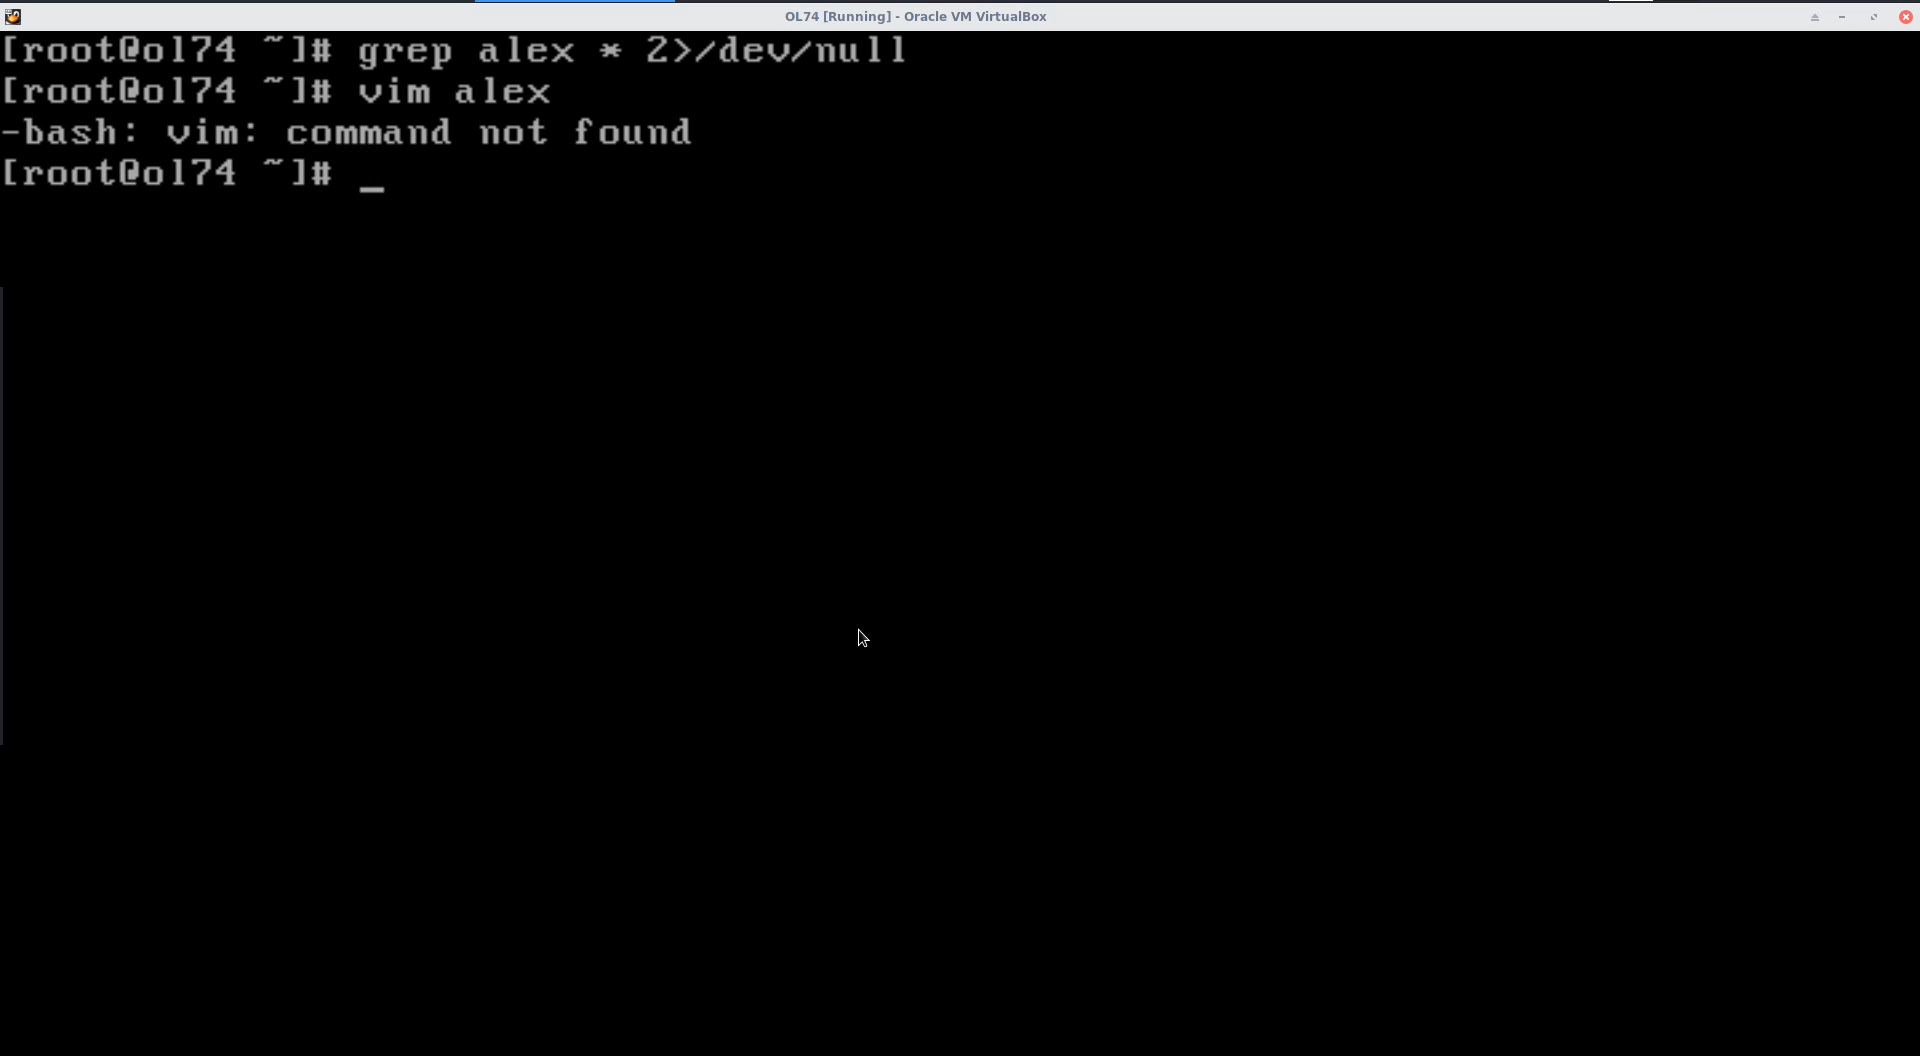 OL74 [Running] - Oracle VM VirtualBox
[root@ol74 ~]# grep alex * 2>/dev/null
[root@ol74 ~]# vim alex
-bash: vim: command not found
[root@ol74 ~]# _